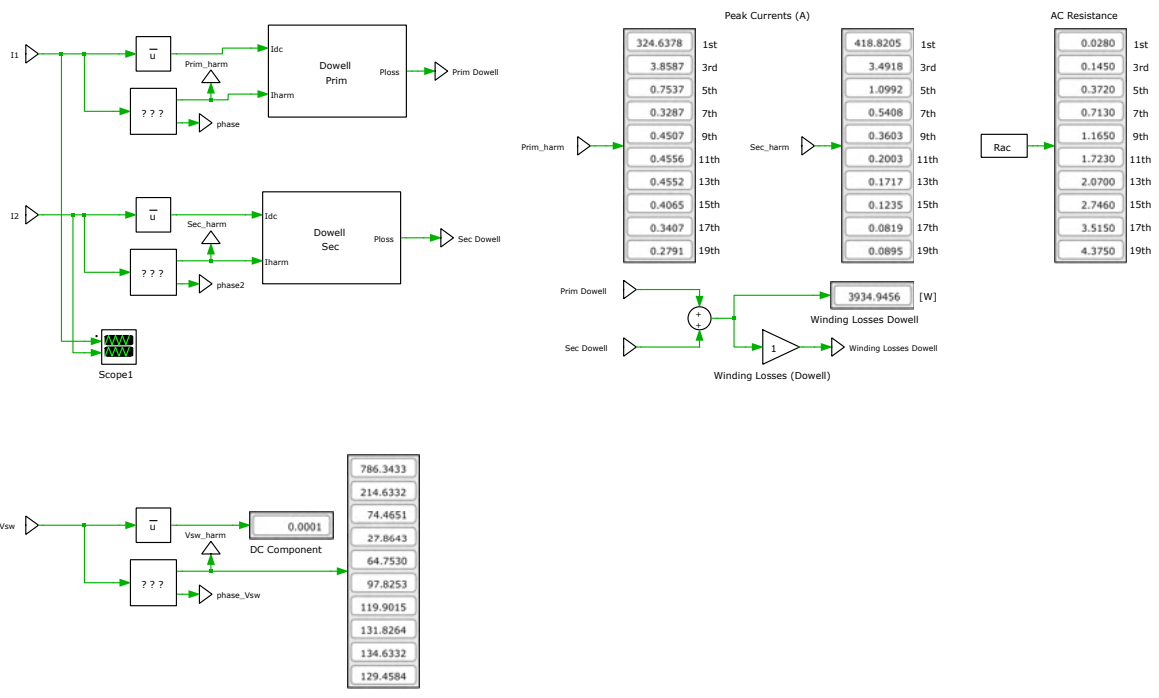 Peak Currents (A)
AC Resistance
I1
u
Prim_harm
Idc
Iharm
Dowell
Prim
Ploss
Prim Dowell
? ? ?
phase
I2
u
Sec_harm
Idc
Iharm
Dowell
Sec
Ploss
Sec Dowell
? ? ?
phase2
Scope1
Prim_harm
324.6378 1st
3.8587 3rd
0.7537 5th
0.3287 7th
0.4507 9th
0.4556 11th
0.4552 13th
0.4065 15th
0.3407 17th
0.2791 19th
Sec_harm
418.8205 1st
3.4918 3rd
1.0992 5th
0.5408 7th
0.3603 9th
0.2003 11th
0.1717 13th
0.1235 15th
0.0819 17th
0.0895 19th
Rac
0.0280 1st
0.1450 3rd
0.3720 5th
0.7130 7th
1.1650 9th
1.7230 11th
2.0700 13th
2.7460 15th
3.5150 17th
4.3750 19th
Prim Dowell
+
+
Sec Dowell
3934.9456 [W]
Winding Losses Dowell
1
Winding Losses Dowell
Winding Losses (Dowell)
Vsw
u
Vsw_harm
0.0001
DC Component
? ? ?
phase_Vsw
786.3433
214.6332
74.4651
27.8643
64.7530
97.8253
119.9015
131.8264
134.6332
129.4584